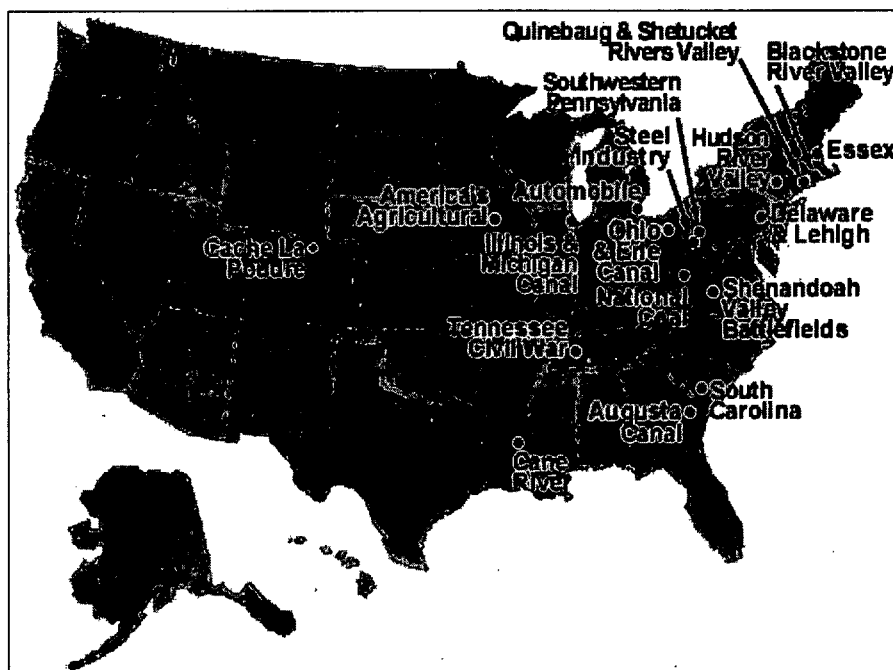 Quinebaug & Shetucket
Rivers Valley
Blackstone
River Valley
Southwestern
Pennsylvania
Steel
Industry
Hudson
River
Valley
Essex
America's
Agricultural
Automobile
Delaware
& Lehigh
Cache La
Poudre
Illinois &
Michigan
Canal
Ohio
& Erie
Canal
National
Coal
Shenandoah
Valley
Battlefields
Tennessee
Civil War
South
Carolina
Augusta
Canal
Cane
River